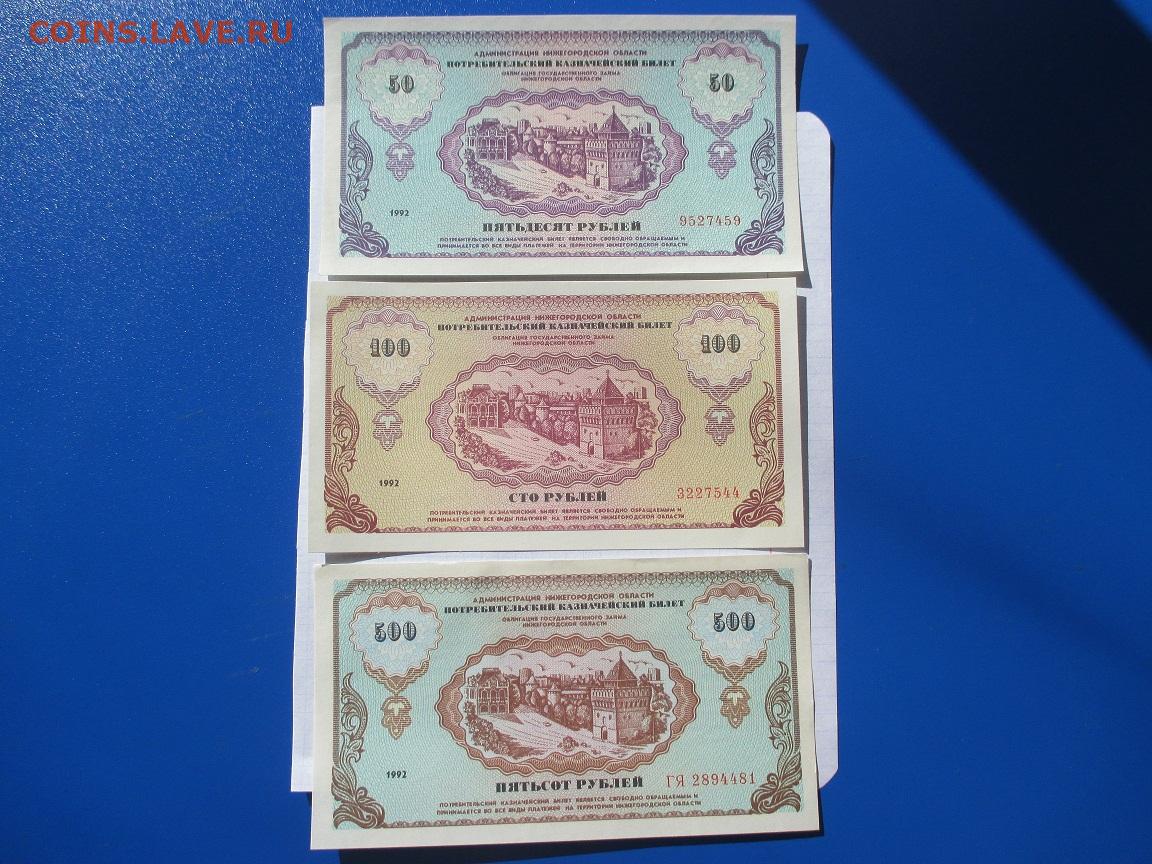 COINS.LAVE.RU
АДМИНИСТРАЦИЯ НИЖЕГОРОДСКОЙ ОБЛАСТИ
ПОТРЕБИТЕЛЬСКИЙ КАЗНАЧЕЙСКИЙ БИЛЕТ
ОБЛИГАЦИЯ ГОСУДАРСТВЕННОГО ЗАЙМА
НИЖЕГОРОДСКОЙ ОБЛАСТИ
50 50
1992
9527459
ПЯТЬДЕСЯТ РУБЛЕЙ
ПОТРЕБИТЕЛЬСКИЙ КАЗНАЧЕЙСКИЙ БИЛЕТ ЯВЛЯЕТСЯ СВОБОДНО ОБРАЩАЕМЫМ И
ПРИНИМАЕТСЯ ВО ВСЕ ВИДЫ ПЛАТЕЖЕЙ НА ТЕРРИТОРИИ НИЖЕГОРОДСКОЙ ОБЛАСТИ
АДМИНИСТРАЦИЯ НИЖЕГОРОДСКОЙ ОБЛАСТИ
ПОТРЕБИТЕЛЬСКИЙ КАЗНАЧЕЙСКИЙ БИЛЕТ
ОБЛИГАЦИЯ ГОСУДАРСТВЕННОГО ЗАЙМА
НИЖЕГОРОДСКОЙ ОБЛАСТИ
100 100
1992
СТО РУБЛЕЙ 3227544
ПОТРЕБИТЕЛЬСКИЙ КАЗНАЧЕЙСКИЙ БИЛЕТ ЯВЛЯЕТСЯ СВОБОДНО ОБРАЩАЕМЫМ И
ПРИНИМАЕТСЯ ВО ВСЕ ВИДЫ ПЛАТЕЖЕЙ НА ТЕРРИТОРИИ НИЖЕГОРОДСКОЙ ОБЛАСТИ
АДМИНИСТРАЦИЯ НИЖЕГОРОДСКОЙ ОБЛАСТИ
ПОТРЕБИТЕЛЬСКИЙ КАЗНАЧЕЙСКИЙ БИЛЕТ
ОБЛИГАЦИЯ ГОСУДАРСТВЕННОГО ЗАЙМА
НИЖЕГОРОДСКОЙ ОБЛАСТИ
500 500
1992
ПЯТЬСОТ РУБЛЕЙ ГЯ 2894481
ПОТРЕБИТЕЛЬСКИЙ КАЗНАЧЕЙСКИЙ БИЛЕТ ЯВЛЯЕТСЯ СВОБОДНО ОБРАЩАЕМЫМ И
ПРИНИМАЕТСЯ ВО ВСЕ ВИДЫ ПЛАТЕЖЕЙ НА ТЕРРИТОРИИ НИЖЕГОРОДСКОЙ ОБЛАСТИ